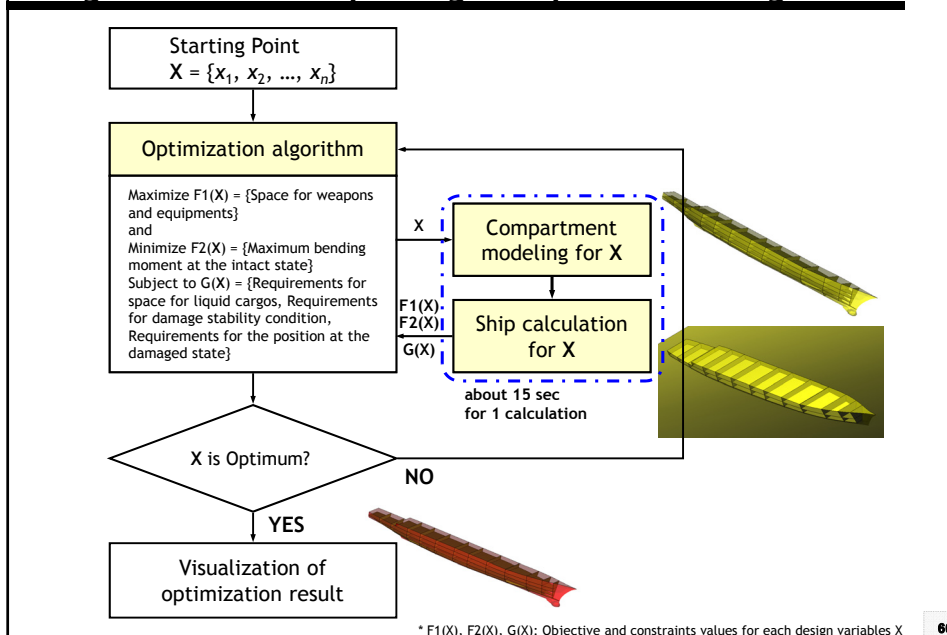 Starting Point
X = {x1, x2, …, xn}
Optimization algorithm
Maximize F1(X) = {Space for weapons
and equipments}
and
Minimize F2(X) = {Maximum bending
moment at the intact state}
Subject to G(X) = {Requirements for
space for liquid cargos, Requirements
for damage stability condition,
Requirements for the position at the
damaged state}
X
Compartment
modeling for X
F1(X)
F2(X)
G(X)
Ship calculation
for X
about 15 sec
for 1 calculation
X is Optimum?
NO
YES
Visualization of
optimization result
* F1(X), F2(X), G(X): Objective and constraints values for each design variables X